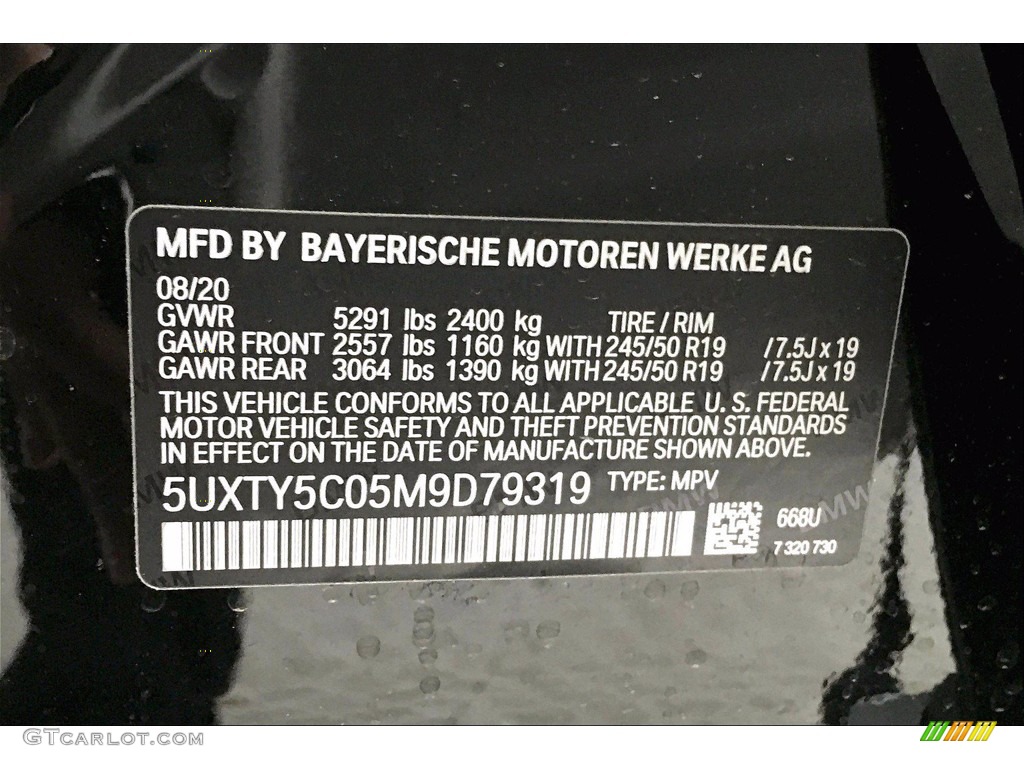 MFD BY BAYERISCHE MOTOREN WERKE AG
08/20
GVWR 5291 lbs 2400 kg TIRE / RIM
GAWR FRONT 2557 lbs 1160 kg WITH 245/50 R19 / 7.5J x 19
GAWR REAR 3064 lbs 1390 kg WITH 245/50 R19 / 7.5J x 19
THIS VEHICLE CONFORMS TO ALL APPLICABLE U. S. FEDERAL
MOTOR VEHICLE SAFETY AND THEFT PREVENTION STANDARDS
IN EFFECT ON THE DATE OF MANUFACTURE SHOWN ABOVE.
5UXTY5C05M9D79319 TYPE: MPV
668U
7 320 730
GTcarlot.com